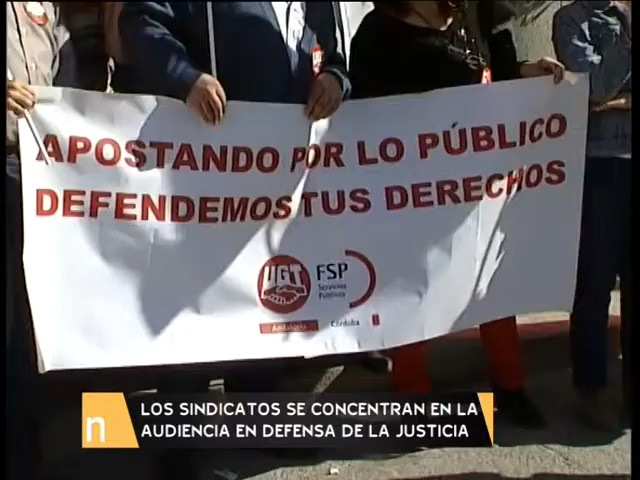 APOSTANDO POR LO PÚBLICO
DEFENDEMOS TUS DERECHOS
UGT
FSP
Servicios
Públicos
Andalucía
Córdoba
n
LOS SINDICATOS SE CONCENTRAN EN LA
AUDIENCIA EN DEFENSA DE LA JUSTICIA